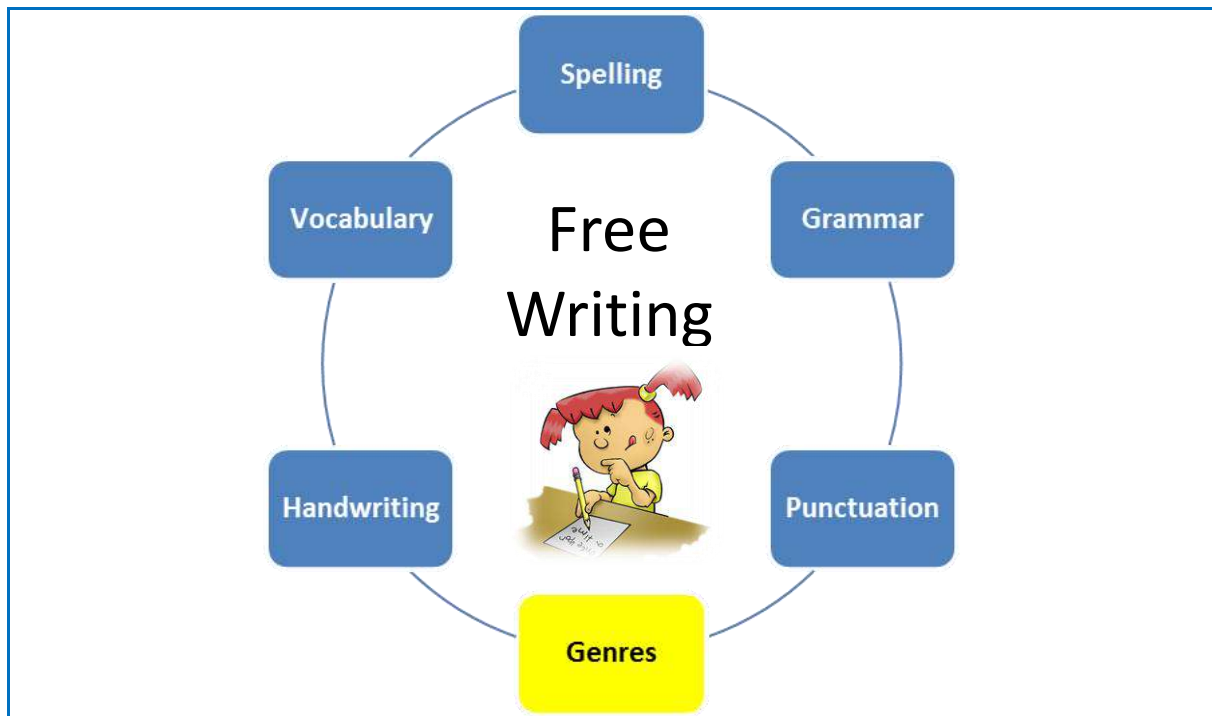 Spelling
Vocabulary
Grammar
Free
Writing
Handwriting
Punctuation
Genres